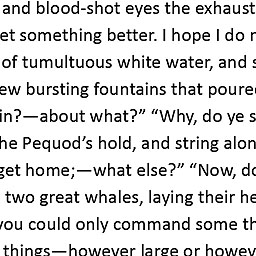 and blood-shot eyes the exhaust
et something better. I hope I do
of tumultuous white water, and
ew bursting fountains that poure
in?—about what?” “Why, do ye s
he Pequod’s hold, and string alon
get home;—what else?” “Now, do
two great whales, laying their he
you could only command some th
things—however large or howev